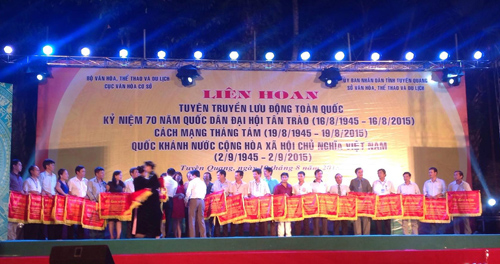 BỘ VĂN HÓA, THỂ THAO VÀ DU LỊCH
CỤC VĂN HÓA CƠ SỞ
ỦY BAN NHÂN DÂN TỈNH TUYÊN QUANG
SỞ VĂN HÓA, THỂ THAO VÀ DU LỊCH
LIÊN HOAN
TUYÊN TRUYỀN LƯU ĐỘNG TOÀN QUỐC
KỶ NIỆM 70 NĂM QUỐC DÂN ĐẠI HỘI TÂN TRÀO (16/8/1945 - 16/8/2015)
CÁCH MẠNG THÁNG TÁM (19/8/1945 - 19/8/2015)
QUỐC KHÁNH NƯỚC CỘNG HÒA XÃ HỘI CHỦ NGHĨA VIỆT NAM
(2/9/1945 - 2/9/2015)
Tuyên Quang, ngày 8 năm